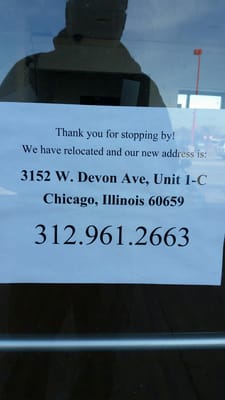 Thank you for stopping by!
We have relocated and our new address is:
3152 W. Devon Ave, Unit 1-C
Chicago, Illinois 60659
312.961.2663